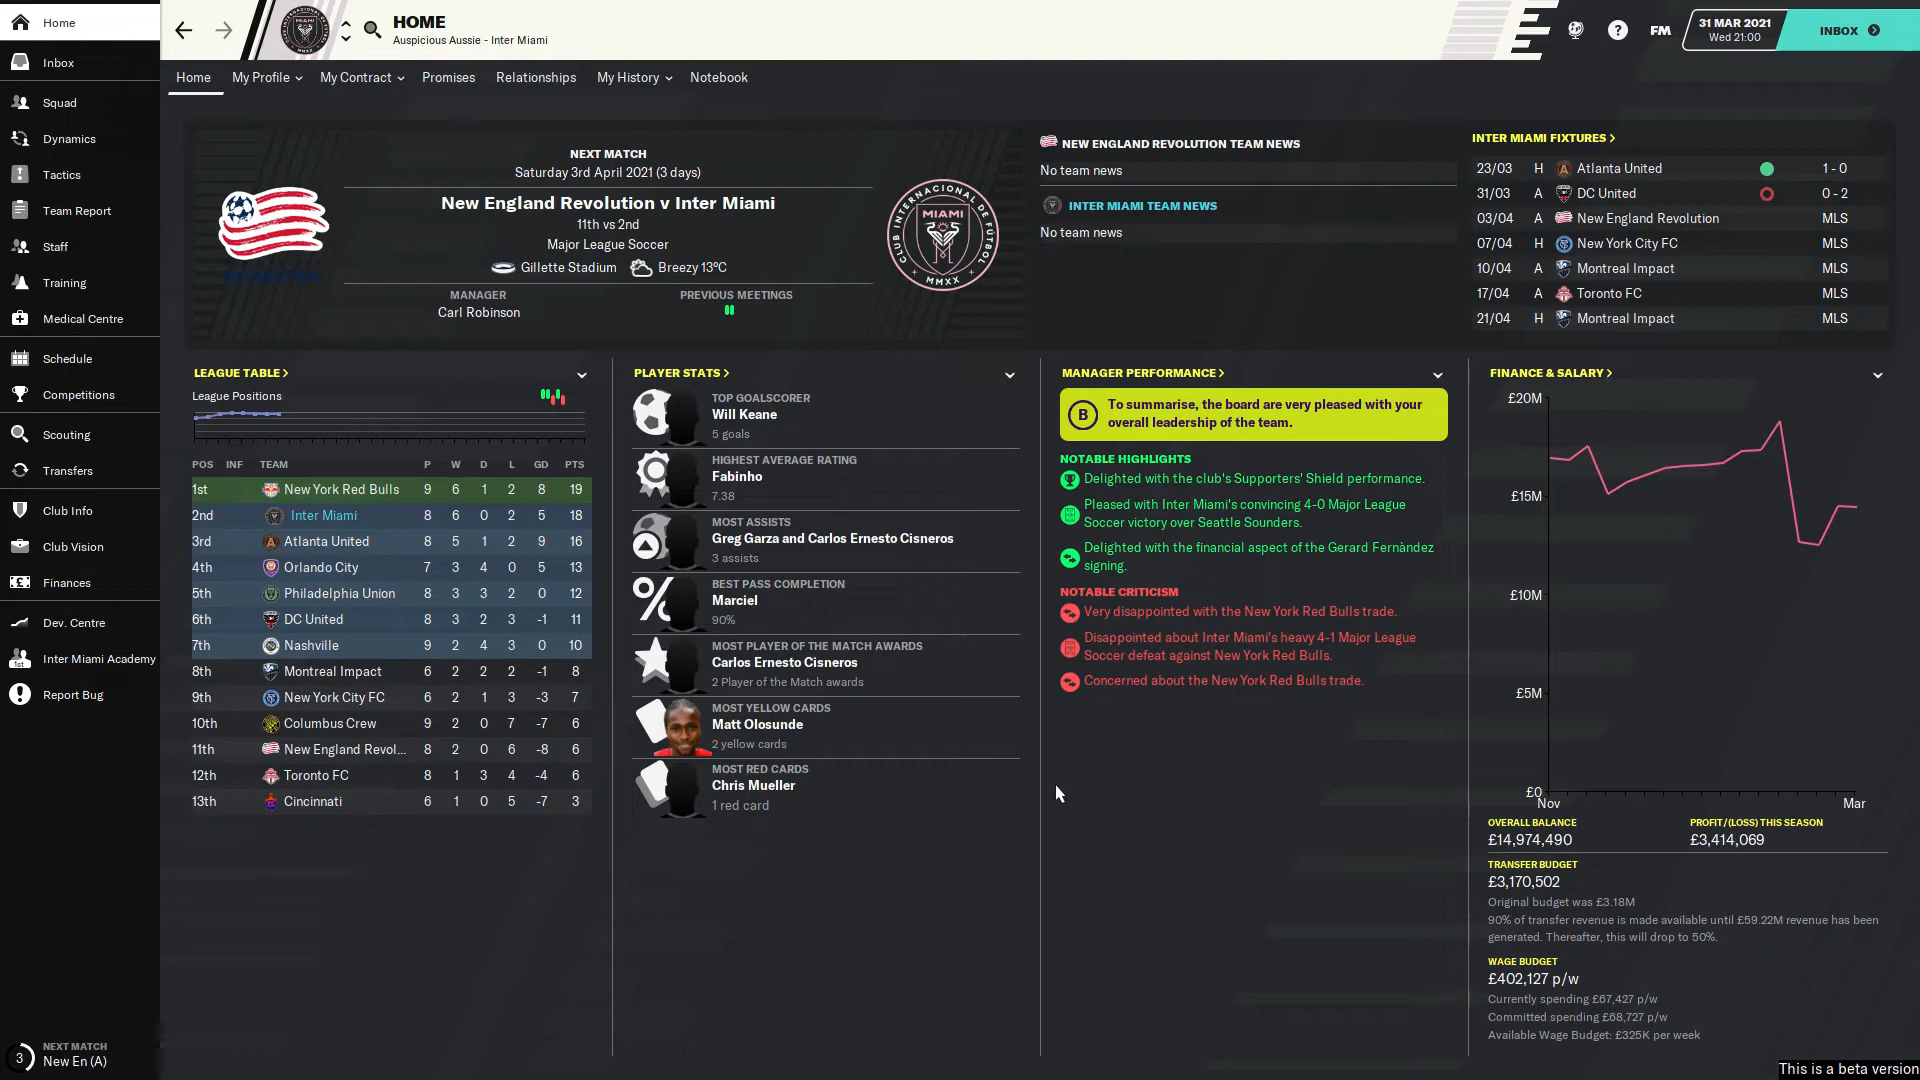 Home
HOME
Auspicious Aussie - Inter Miami
FM
31 MAR 2021
Wed 21:00
INBOX
Inbox
Squad
Dynamics
Tactics
Team Report
Staff
Training
Medical Centre
Schedule
Competitions
Scouting
Transfers
Club Info
Club Vision
Finances
Dev. Centre
1st
Inter Miami Academy
Report Bug
3
NEXT MATCH
New En (A)
Home My Profile My Contract Promises Relationships My History Notebook
NEXT MATCH
Saturday 3rd April 2021 (3 days)
New England Revolution v Inter Miami
11th vs 2nd
Major League Soccer
Gillette Stadium Breezy 13ºC
MANAGER
Carl Robinson
PREVIOUS MEETINGS
CLUB INTERNACIONAL DE FÚTBOL
MIAMI
MMXX
NEW ENGLAND REVOLUTION TEAM NEWS
No team news
INTER MIAMI TEAM NEWS
No team news
INTER MIAMI FIXTURES >
23/03 H Atlanta United 1 - 0
31/03 A DC United 0 - 2
03/04 A New England Revolution MLS
07/04 H New York City FC MLS
10/04 A Montreal Impact MLS
17/04 A Toronto FC MLS
21/04 H Montreal Impact MLS
LEAGUE TABLE >
League Positions
POS INF TEAM P W D L GD PTS
1st New York Red Bulls 9 6 1 2 8 19
2nd Inter Miami 8 6 0 2 5 18
3rd Atlanta United 8 5 1 2 9 16
4th Orlando City 7 3 4 0 5 13
5th Philadelphia Union 8 3 3 2 0 12
6th DC United 8 3 2 3 -1 11
7th Nashville 9 2 4 3 0 10
8th Montreal Impact 6 2 2 2 -1 8
9th New York City FC 6 2 1 3 -3 7
10th Columbus Crew 9 2 0 7 -7 6
11th New England Revol... 8 2 0 6 -8 6
12th Toronto FC 8 1 3 4 -4 6
13th Cincinnati 6 1 0 5 -7 3
PLAYER STATS >
TOP GOALSCORER
Will Keane
5 goals
HIGHEST AVERAGE RATING
Fabinho
7.38
MOST ASSISTS
Greg Garza and Carlos Ernesto Cisneros
3 assists
BEST PASS COMPLETION
Marciel
90%
MOST PLAYER OF THE MATCH AWARDS
Carlos Ernesto Cisneros
2 Player of the Match awards
MOST YELLOW CARDS
Matt Olosunde
2 yellow cards
MOST RED CARDS
Chris Mueller
1 red card
MANAGER PERFORMANCE >
B
To summarise, the board are very pleased with your
overall leadership of the team.
NOTABLE HIGHLIGHTS
Delighted with the club's Supporters' Shield performance.
Pleased with Inter Miami's convincing 4-0 Major League
Soccer victory over Seattle Sounders.
Delighted with the financial aspect of the Gerard Fernàndez
signing.
NOTABLE CRITICISM
Very disappointed with the New York Red Bulls trade.
Disappointed about Inter Miami's heavy 4-1 Major League
Soccer defeat against New York Red Bulls.
Concerned about the New York Red Bulls trade.
FINANCE & SALARY >
£20M
£15M
£10M
£5M
£0
Nov Mar
OVERALL BALANCE
£14,974,490
PROFIT/(LOSS) THIS SEASON
£3,414,069
TRANSFER BUDGET
£3,170,502
Original budget was £3.18M
90% of transfer revenue is made available until £59.22M revenue has been
generated. Thereafter, this will drop to 50%.
WAGE BUDGET
£402,127 p/w
Currently spending £67,427 p/w
Committed spending £68,727 p/w
Available Wage Budget: £325K per week
This is a beta version